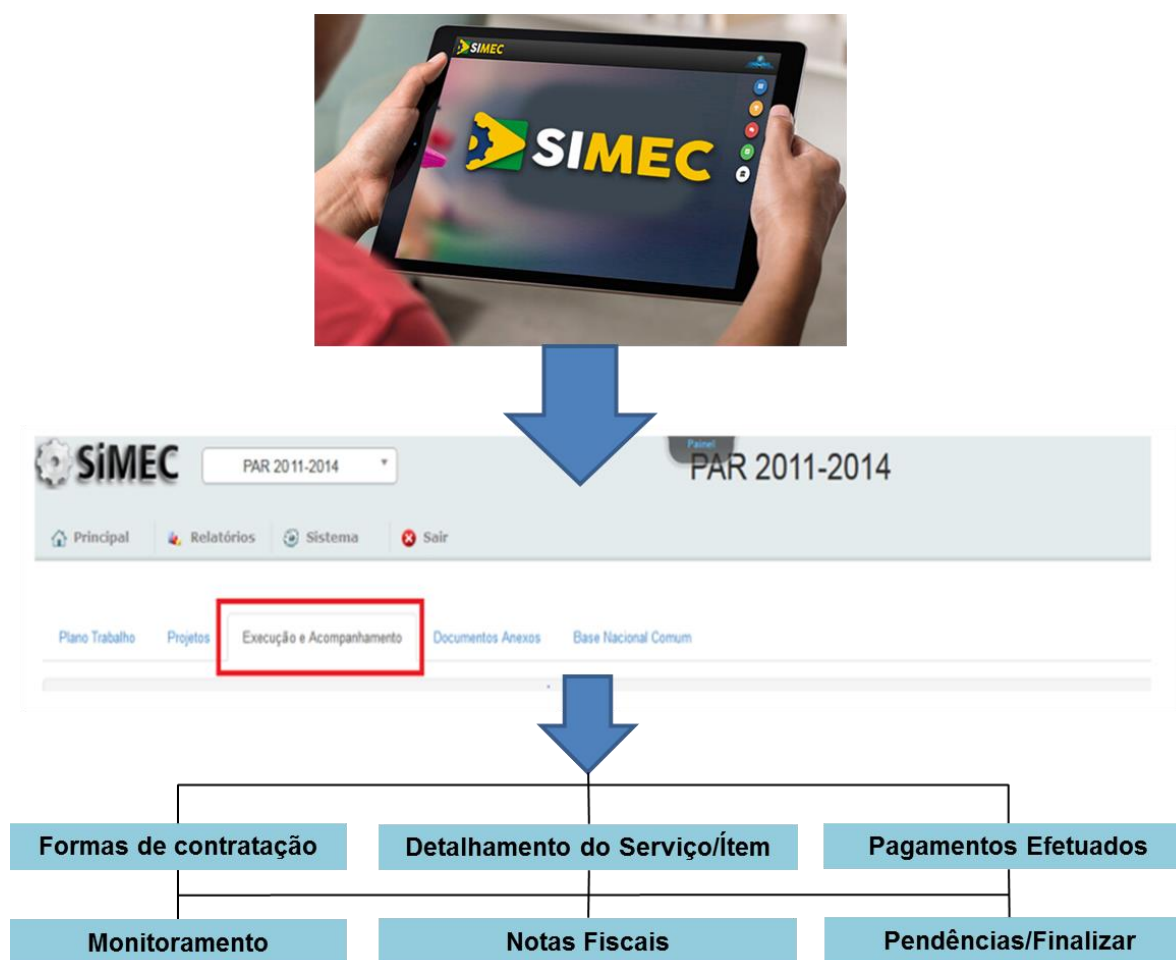 SIMEC
SIMEC
SiMEC
PAR 2011-2014
Painel
PAR 2011-2014
Principal
Relatórios
Sistema
Sair
Plano Trabalho
Projetos
Execução e Acompanhamento
Documentos Anexos
Base Nacional Comum
Formas de contratação
Detalhamento do Serviço/Ítem
Pagamentos Efetuados
Monitoramento
Notas Fiscais
Pendências/Finalizar